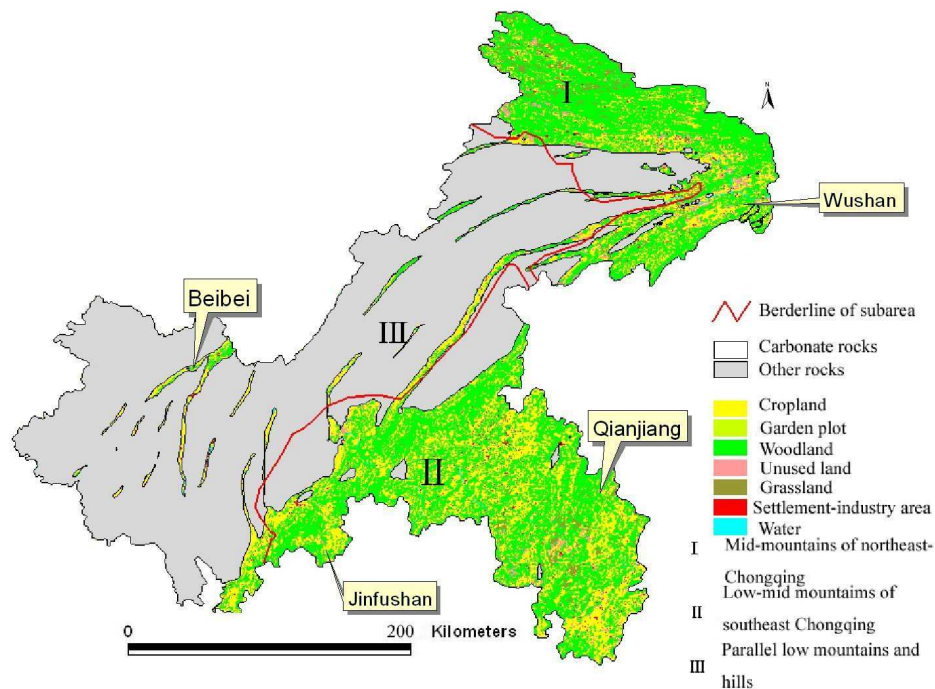 I
Wushan
Beibei
III
Berderline of subarea
Carbonate rocks
Other rocks
Cropland
Garden plot
Woodland
Unused land
Grassland
Settlement-industry area
Water
Qianjiang
II
Jinfushan
0 200 Kilometers
I Mid-mountains of northeast-
Chongqing
II Low-mid mountaims of
southeast Chongqing
III Parallel low mountains and
hills